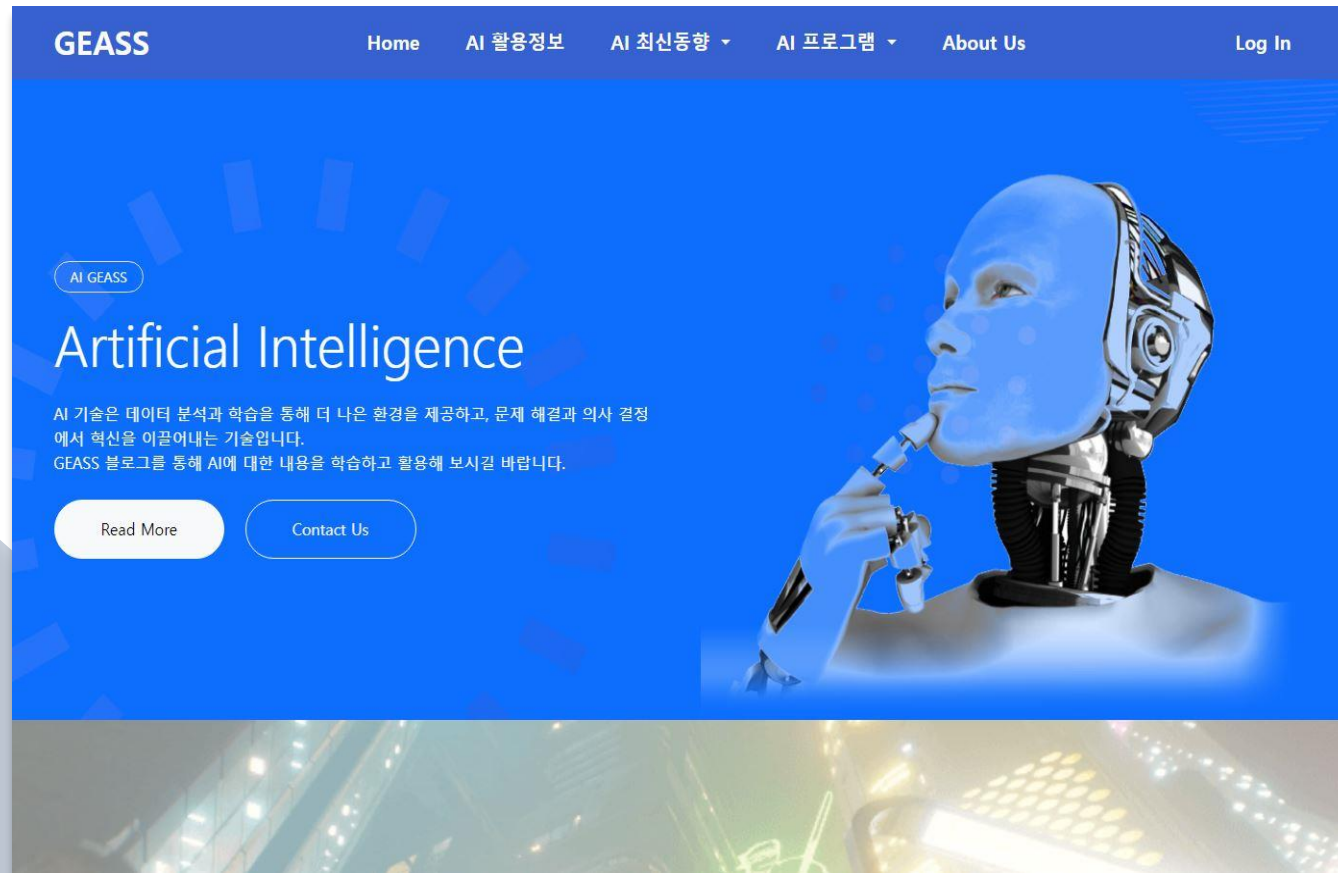 GEASS
Home AI 활용정보 AI 최신동향 AI 프로그램 About Us Log In
AI GEASS
Artificial Intelligence
AI 기술은 데이터 분석과 학습을 통해 더 나은 환경을 제공하고, 문제 해결과 의사 결정
에서 혁신을 이끌어내는 기술입니다.
GEASS 블로그를 통해 AI에 대한 내용을 학습하고 활용해 보시길 바랍니다.
Read More Contact Us